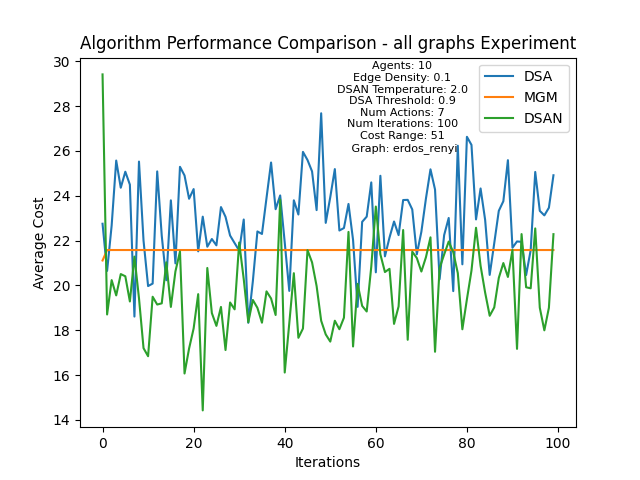 Algorithm Performance Comparison - all graphs Experiment
Agents: 10
Edge Density: 0.1
DSAN Temperature: 2.0
DSA Threshold: 0.9
Num Actions: 7
Num Iterations: 100
Cost Range: 51
Graph: erdos_renyi
DSA
MGM
DSAN
Average Cost
30
28
26
24
22
20
18
16
14
0
20
40
60
80
100
Iterations